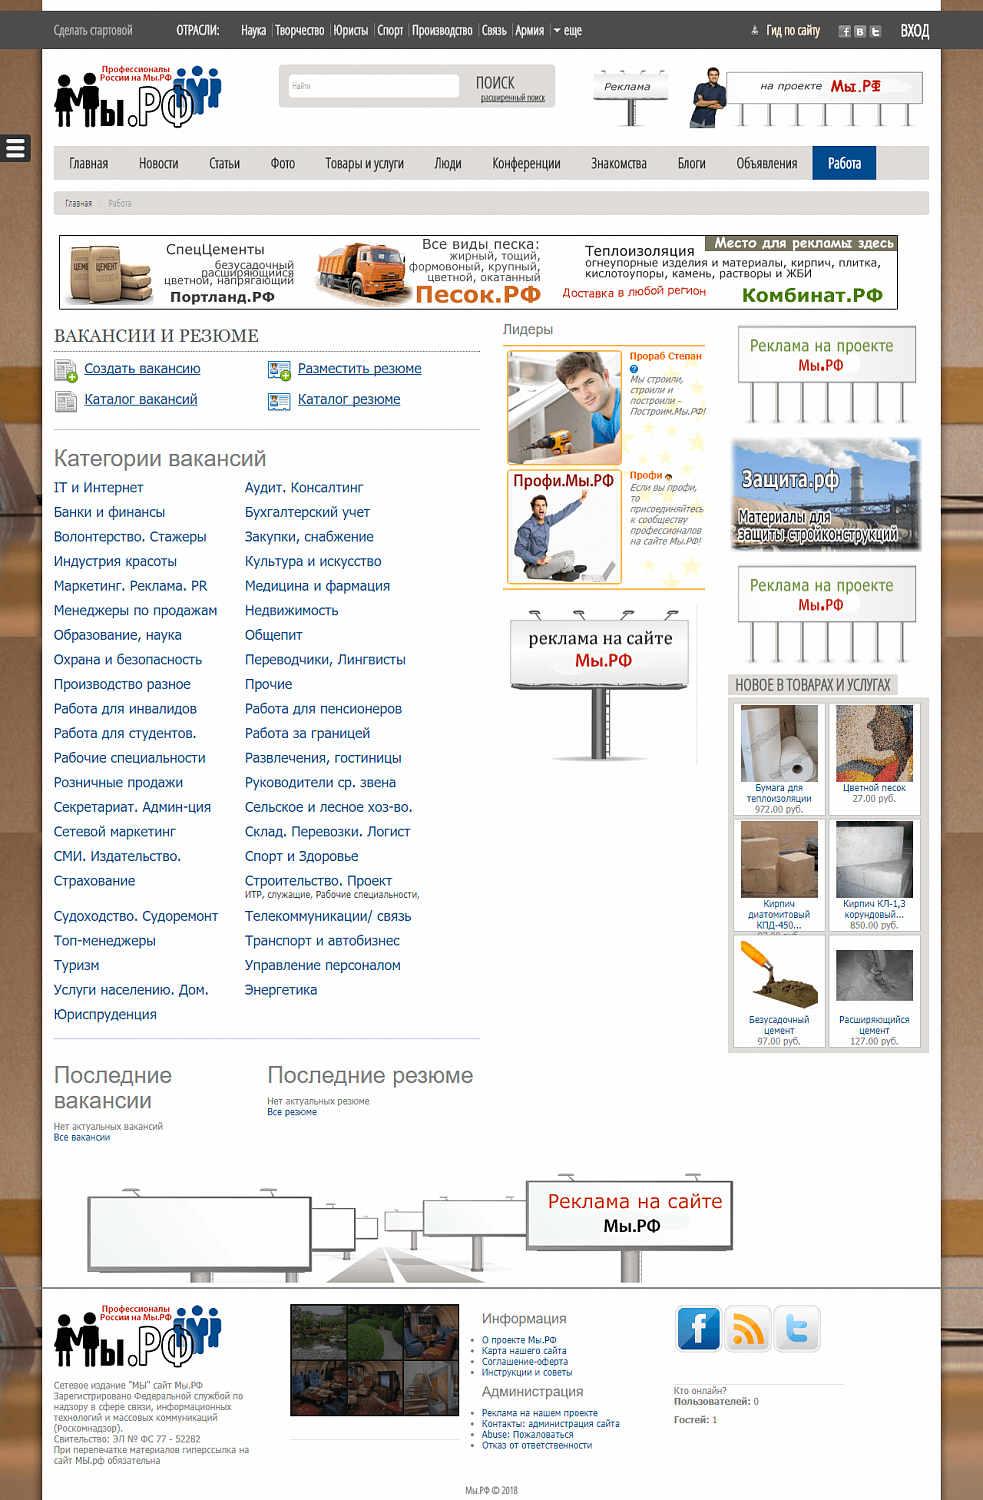 Сделать стартовой
ОТРАСЛИ:
Наука
Творчество
Юристы
Спорт
Производство
Связь
Армия
еще
Гид по сайту
ВХОД
Профессионалы
России на Мы.РФ
Мы.РФ
Найти
ПОИСК
расширенный поиск
Реклама
на проекте Мы.РФ
Главная
Новости
Статьи
Фото
Товары и услуги
Люди
Конференции
Знакомства
Блоги
Объявления
Работа
Главная / Работа
СпецЦементы
безусадочный
расширяющийся
цветной, напрягающий
Портланд.РФ
ЦЕМЕНТ
Все виды песка:
жирный, тощий,
формовоный, крупный,
цветной, окатанный
Песок.РФ
Место для рекламы здесь
Теплоизоляция
огнеупорные изделия и материалы, кирпич, плитка,
кислотоупоры, камень, растворы и ЖБИ
Доставка в любой регион
Комбинат.РФ
ВАКАНСИИ И РЕЗЮМЕ
Создать вакансию
Разместить резюме
Каталог вакансий
Каталог резюме
Категории вакансий
IT и Интернет
Аудит. Консалтинг
Банки и финансы
Бухгалтерский учет
Волонтерство. Стажеры
Закупки, снабжение
Индустрия красоты
Культура и искусство
Маркетинг. Реклама. PR
Медицина и фармация
Менеджеры по продажам
Недвижимость
Образование, наука
Общепит
Охрана и безопасность
Переводчики, Лингвисты
Производство разное
Прочие
Работа для инвалидов
Работа для пенсионеров
Работа для студентов.
Работа за границей
Рабочие специальности
Развлечения, гостиницы
Розничные продажи
Руководители ср. звена
Секретариат. Админ-ция
Сельское и лесное хоз-во.
Сетевой маркетинг
Склад. Перевозки. Логист
СМИ. Издательство.
Спорт и Здоровье
Страхование
Строительство. Проект
ИТР, служащие, Рабочие специальности,
Судоходство. Судоремонт
Телекоммуникации/ связь
Топ-менеджеры
Транспорт и автобизнес
Туризм
Управление персоналом
Услуги населению. Дом.
Энергетика
Юриспруденция
Последние
вакансии
Нет актуальных вакансий
Все вакансии
Последние резюме
Нет актуальных резюме
Все резюме
Лидеры
Прораб Степан
Мы строили,
строили и
построили -
Построим.Мы.РФ!
Профи.Мы.РФ
Профи
Если вы профи,
то
присоединяйтесь
к сообществу
профессионалов
на сайте Мы.РФ!
реклама на сайте
Мы.РФ
Реклама на проекте
Мы.РФ
Защита.рф
Материалы для
защиты стройконструкций
Реклама на проекте
Мы.РФ
НОВОЕ В ТОВАРАХ И УСЛУГАХ
Бумага для
теплоизоляции
972.00 руб.
Цветной песок
27.00 руб.
Кирпич
диатомитовый
КПД-450...
97.00 руб.
Кирпич КЛ-1,3
корундовый...
850.00 руб.
Безусадочный
цемент
97.00 руб.
Расширяющийся
цемент
127.00 руб.
Реклама на сайте
Мы.РФ
Профессионалы
России на Мы.РФ
Мы.РФ
Сетевое издание "МЫ" сайт Мы.РФ
Зарегистрировано Федеральной службой по
надзору в сфере связи, информационных
технологий и массовых коммуникаций
(Роскомнадзор).
Свительство: ЭЛ № ФС 77 - 52282
При перепечатке материалов гиперссылка на
сайт МЫ.рф обязательна
Информация
О проекте Мы.РФ
Карта нашего сайта
Соглашение-оферта
Инструкции и советы
Администрация
Реклама на нашем проекте
Контакты: администрация сайта
Abuse: Пожаловаться
Отказ от ответственности
Кто онлайн?
Пользователей: 0
Гостей: 1
Мы.РФ © 2018